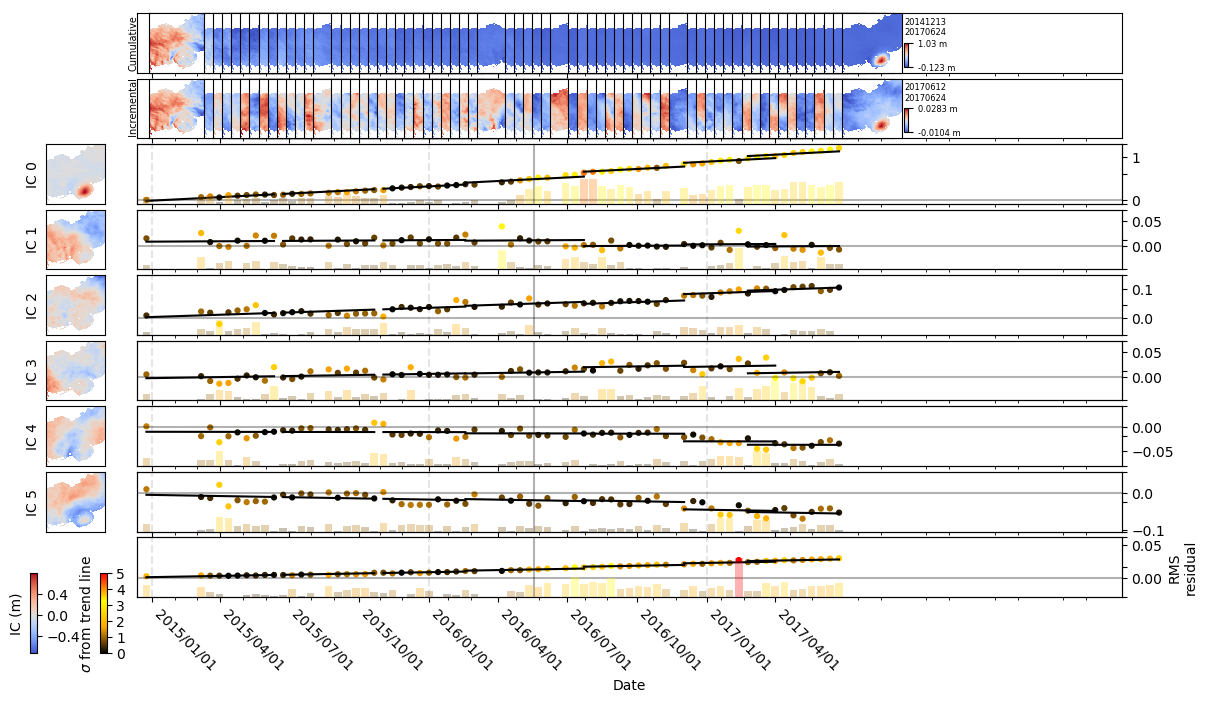 Cumulative
20141213
20170624
1.03 m
-0.123 m
Incremental
20170612
20170624
0.0283 m
-0.0104 m
IC 0
1
0
IC 1
0.05
0.00
IC 2
0.1
0.0
IC 3
0.05
0.00
IC 4
0.00
−0.05
IC 5
0.0
−0.1
0.05
0.00
RMS
residual
IC (m)
0.4
0.0
−0.4
σ from trend line
5
4
3
2
1
0
2015/01/01
2015/04/01
2015/07/01
2015/10/01
2016/01/01
2016/04/01
2016/07/01
2016/10/01
2017/01/01
2017/04/01
Date